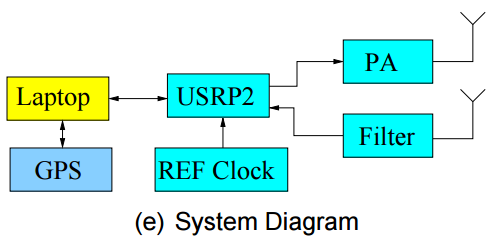 PA
Laptop
USRP2
Filter
GPS
REF Clock
(e) System Diagram